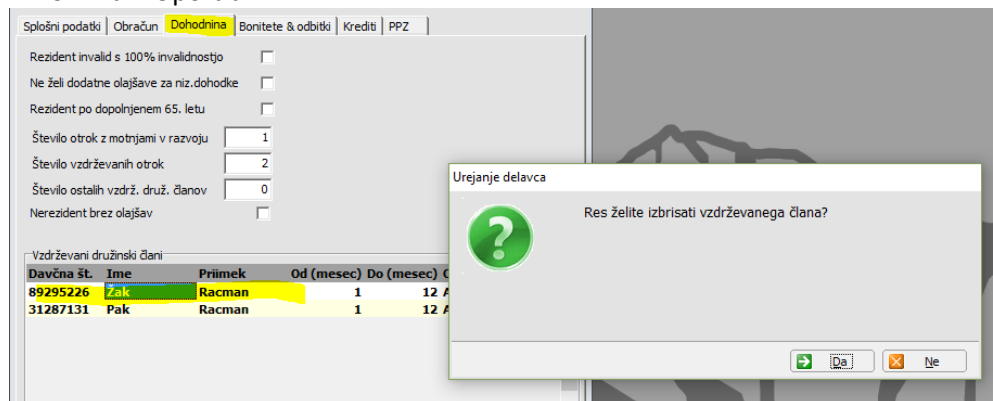 Splošni podatki Obračun Dohodnina Bonitete & odbitki Krediti PPZ
Rezident invalid s 100% invalidnostjo
Ne želi dodatne olajšave za niz.dohodke
Rezident po dopolnjenem 65. letu
Število otrok z motnjami v razvoju 1
Število vzdrževanih otrok 2
Število ostalih vzdrž. druž. članov 0
Nerezident brez olajšav
Vzdrževani družinski člani
Davčna št. Ime Priimek Od (mesec) Do (mesec)
89295226 Žak Racman 1 12 A
31287131 Pak Racman 1 12 A
Urejanje delavca
Res želite izbrisati vzdrževanega člana?
Da Ne